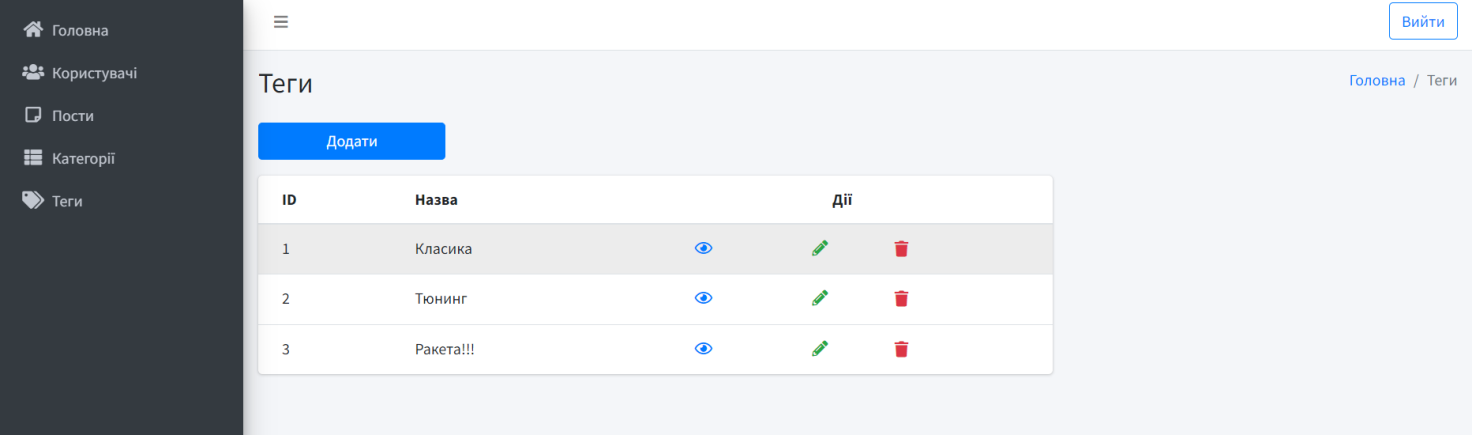 Головна
Користувачі
Пости
Категорії
Теги
Вийти
Теги
Головна / Теги
Додати
ID Назва Дії
1 Класика
2 Тюнинг
3 Ракета!!!